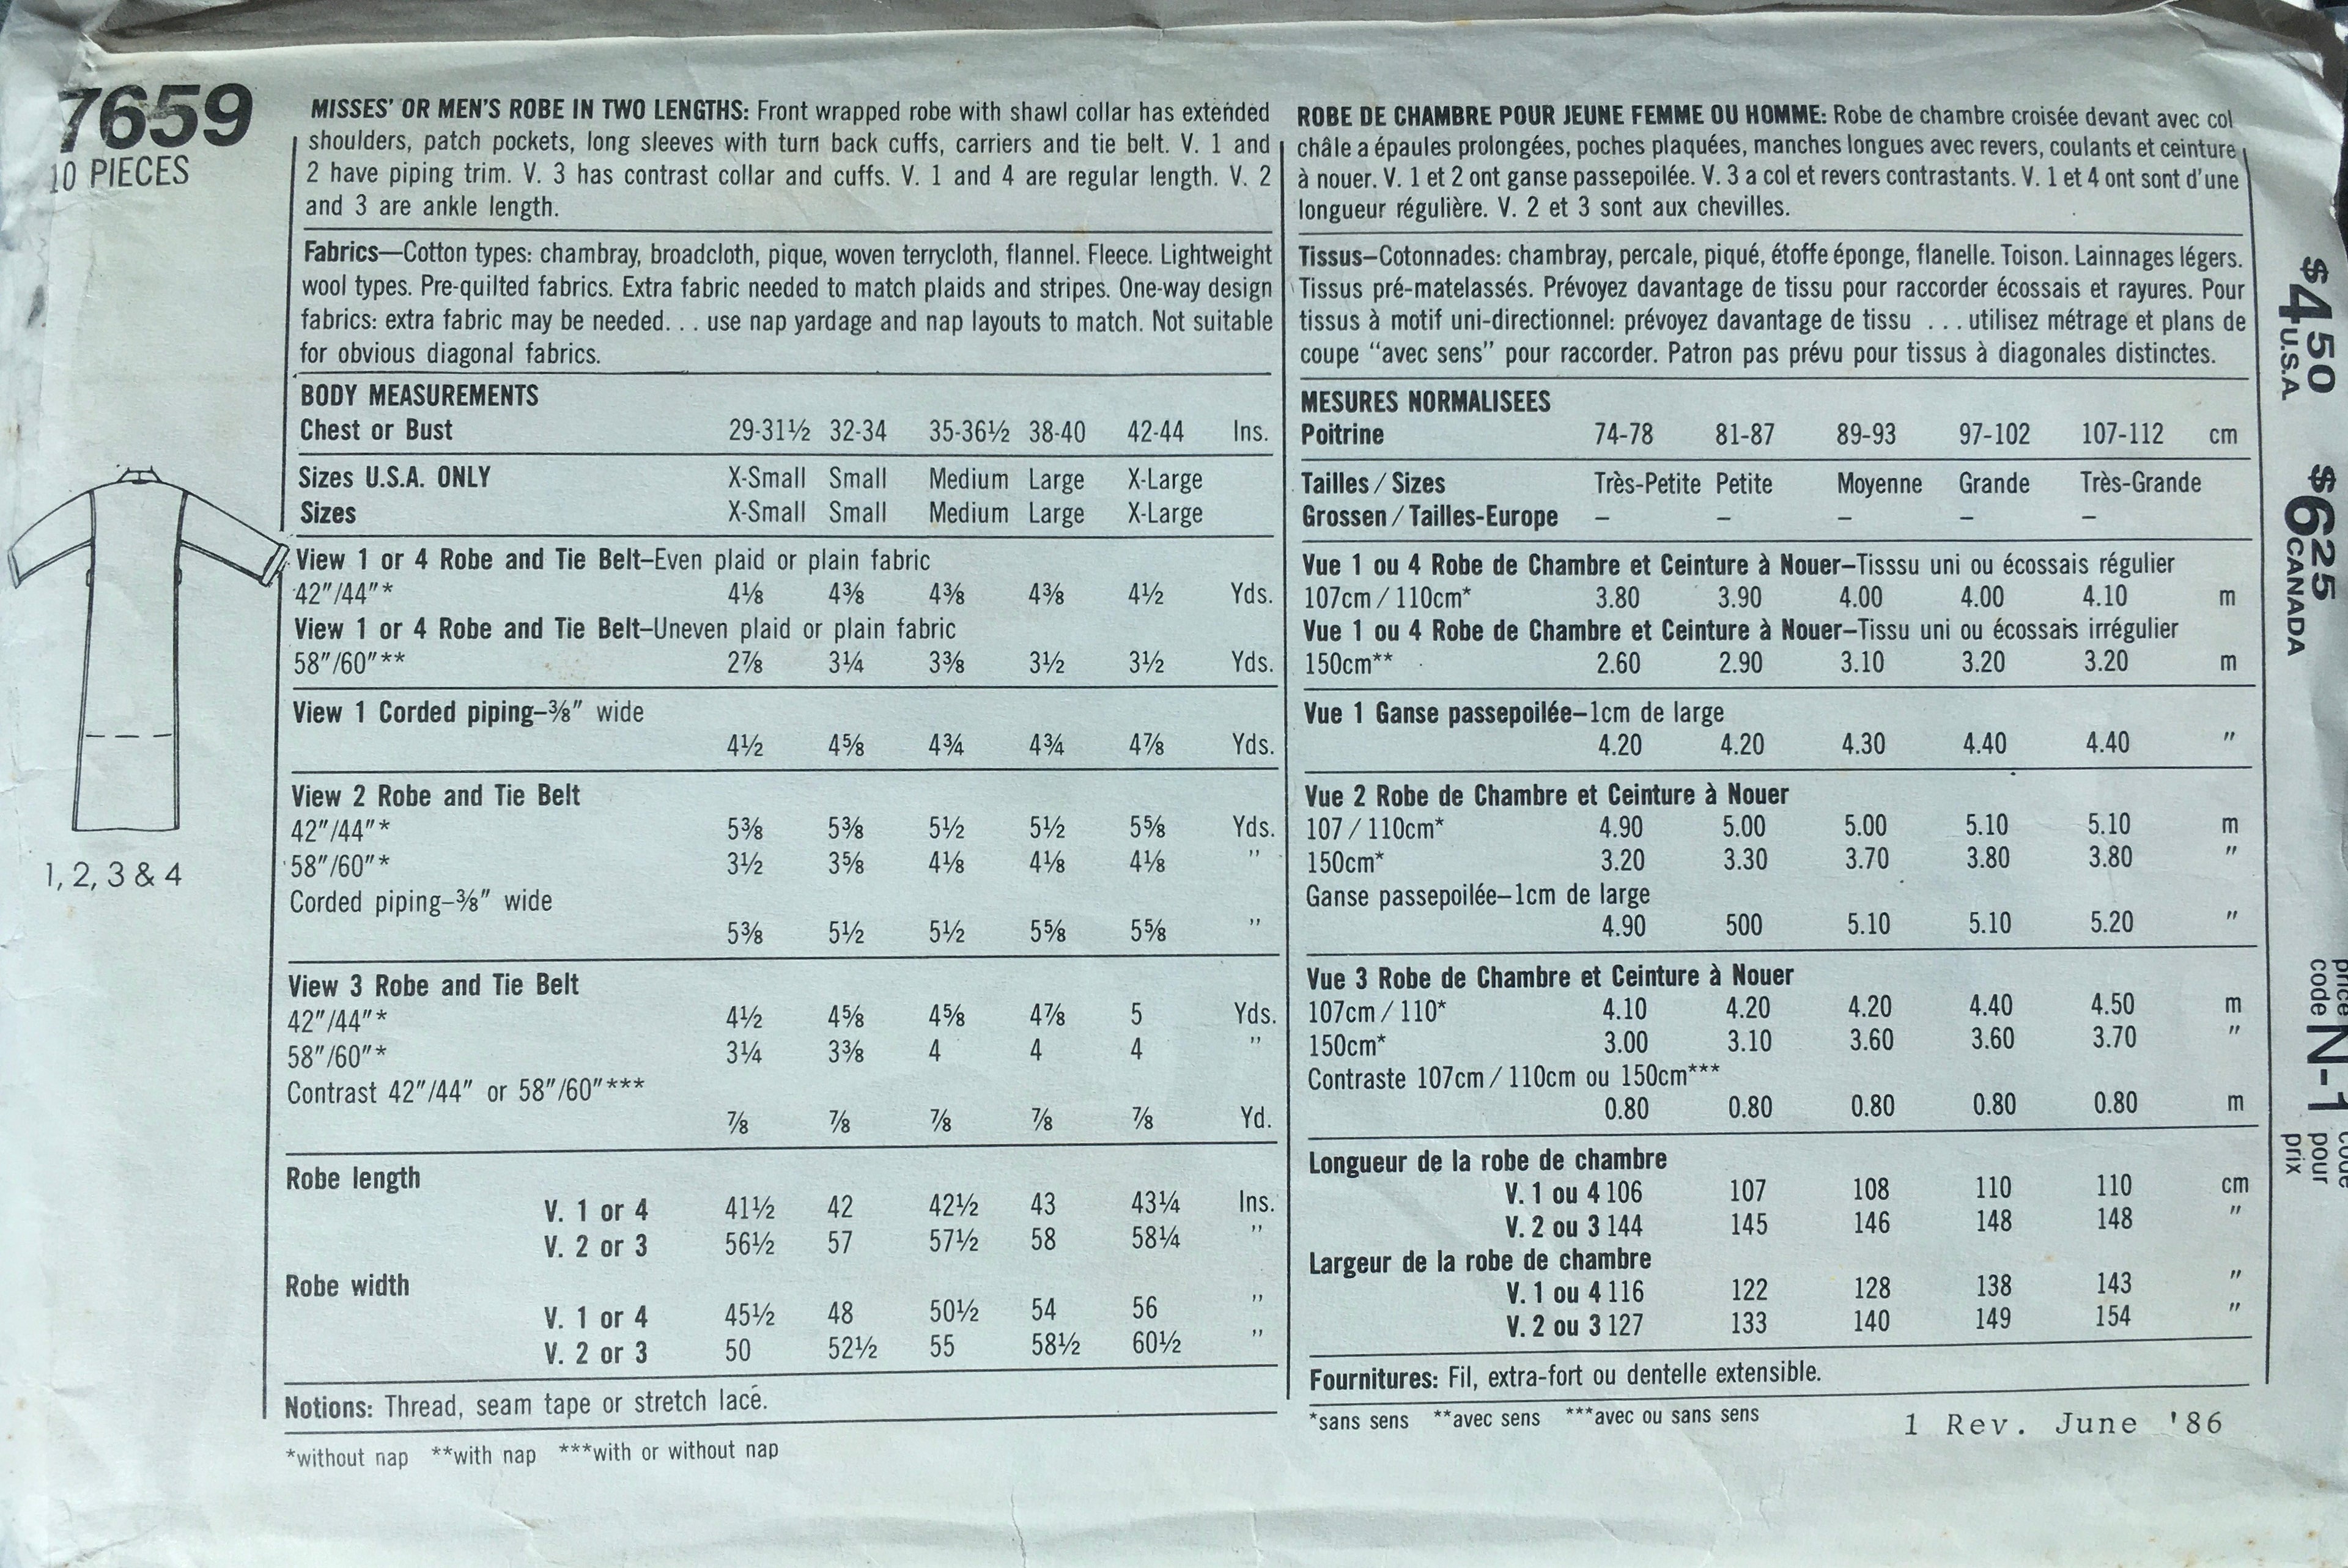 7659
10 PIECES
MISSES' OR MEN'S ROBE IN TWO LENGTHS: Front wrapped robe with shawl collar has extended
shoulders, patch pockets, long sleeves with turn back cuffs, carriers and tie belt. V. 1 and
2 have piping trim. V. 3 has contrast collar and cuffs. V. 1 and 4 are regular length. V. 2
and 3 are ankle length.
Fabrics—Cotton types: chambray, broadcloth, pique, woven terrycloth, flannel. Fleece. Lightweight
wool types. Pre-quilted fabrics. Extra fabric needed to match plaids and stripes. One-way design
fabrics: extra fabric may be needed. . . use nap yardage and nap layouts to match. Not suitable
for obvious diagonal fabrics.
BODY MEASUREMENTS
Chest or Bust 29-31½ 32-34 35-36½ 38-40 42-44 Ins.
Sizes U.S.A. ONLY X-Small Small Medium Large X-Large
Sizes X-Small Small Medium Large X-Large
View 1 or 4 Robe and Tie Belt–Even plaid or plain fabric
42"/44"* 4⅛ 4⅜ 4⅜ 4⅜ 4½ Yds.
View 1 or 4 Robe and Tie Belt–Uneven plaid or plain fabric
58"/60"** 2⅞ 3¼ 3⅜ 3½ 3½ Yds.
View 1 Corded piping–⅜" wide
4½ 4⅝ 4¾ 4¾ 4⅞ Yds.
View 2 Robe and Tie Belt
42"/44"* 5⅜ 5⅜ 5½ 5½ 5⅝ Yds.
58"/60"* 3½ 3⅝ 4⅛ 4⅛ 4⅛ "
Corded piping–⅜" wide
5⅜ 5½ 5½ 5⅝ 5⅝ "
View 3 Robe and Tie Belt
42"/44"* 4½ 4⅝ 4⅝ 4⅞ 5 Yds.
58"/60"* 3¼ 3⅜ 4 4 4 "
Contrast 42"/44" or 58"/60"***
⅞ ⅞ ⅞ ⅞ ⅞ Yd.
Robe length
V. 1 or 4 41½ 42 42½ 43 43¼ Ins.
V. 2 or 3 56½ 57 57½ 58 58¼ "
Robe width
V. 1 or 4 45½ 48 50½ 54 56 "
V. 2 or 3 50 52½ 55 58½ 60½ "
Notions: Thread, seam tape or stretch lace.
*without nap **with nap ***with or without nap
1, 2, 3 & 4
ROBE DE CHAMBRE POUR JEUNE FEMME OU HOMME: Robe de chambre croisée devant avec col
châle a épaules prolongées, poches plaquées, manches longues avec revers, coulants et ceinture
à nouer. V. 1 et 2 ont ganse passepoilée. V. 3 a col et revers contrastants. V. 1 et 4 ont sont d'une
longueur régulière. V. 2 et 3 sont aux chevilles.
Tissus–Cotonnades: chambray, percale, piqué, étoffe éponge, flanelle. Toison. Lainnages légers.
Tissus pré-matelassés. Prévoyez davantage de tissu pour raccorder écossais et rayures. Pour
tissus à motif uni-directionnel: prévoyez davantage de tissu . . . utilisez métrage et plans de
coupe "avec sens" pour raccorder. Patron pas prévu pour tissus à diagonales distinctes.
MESURES NORMALISEES
Poitrine 74-78 81-87 89-93 97-102 107-112 cm
Tailles / Sizes Très-Petite Petite Moyenne Grande Très-Grande
Grossen / Tailles-Europe – – – – –
Vue 1 ou 4 Robe de Chambre et Ceinture à Nouer–Tisssu uni ou écossais régulier
107cm / 110cm* 3.80 3.90 4.00 4.00 4.10 m
Vue 1 ou 4 Robe de Chambre et Ceinture à Nouer–Tissu uni ou écossais irrégulier
150cm** 2.60 2.90 3.10 3.20 3.20 m
Vue 1 Ganse passepoilée–1cm de large
4.20 4.20 4.30 4.40 4.40 "
Vue 2 Robe de Chambre et Ceinture à Nouer
107 / 110cm* 4.90 5.00 5.00 5.10 5.10 m
150cm* 3.20 3.30 3.70 3.80 3.80 "
Ganse passepoilée–1cm de large
4.90 500 5.10 5.10 5.20 "
Vue 3 Robe de Chambre et Ceinture à Nouer
107cm / 110* 4.10 4.20 4.20 4.40 4.50 m
150cm* 3.00 3.10 3.60 3.60 3.70 "
Contraste 107cm / 110cm ou 150cm***
0.80 0.80 0.80 0.80 0.80 m
Longueur de la robe de chambre
V. 1 ou 4 106 107 108 110 110 cm
V. 2 ou 3 144 145 146 148 148 "
Largeur de la robe de chambre
V. 1 ou 4 116 122 128 138 143 "
V. 2 ou 3 127 133 140 149 154 "
Fournitures: Fil, extra-fort ou dentelle extensible.
*sans sens **avec sens ***avec ou sans sens
1 Rev. June '86
$4 50
U.S.A.
$6 25
CANADA
price
code N-1
code
pour
prix